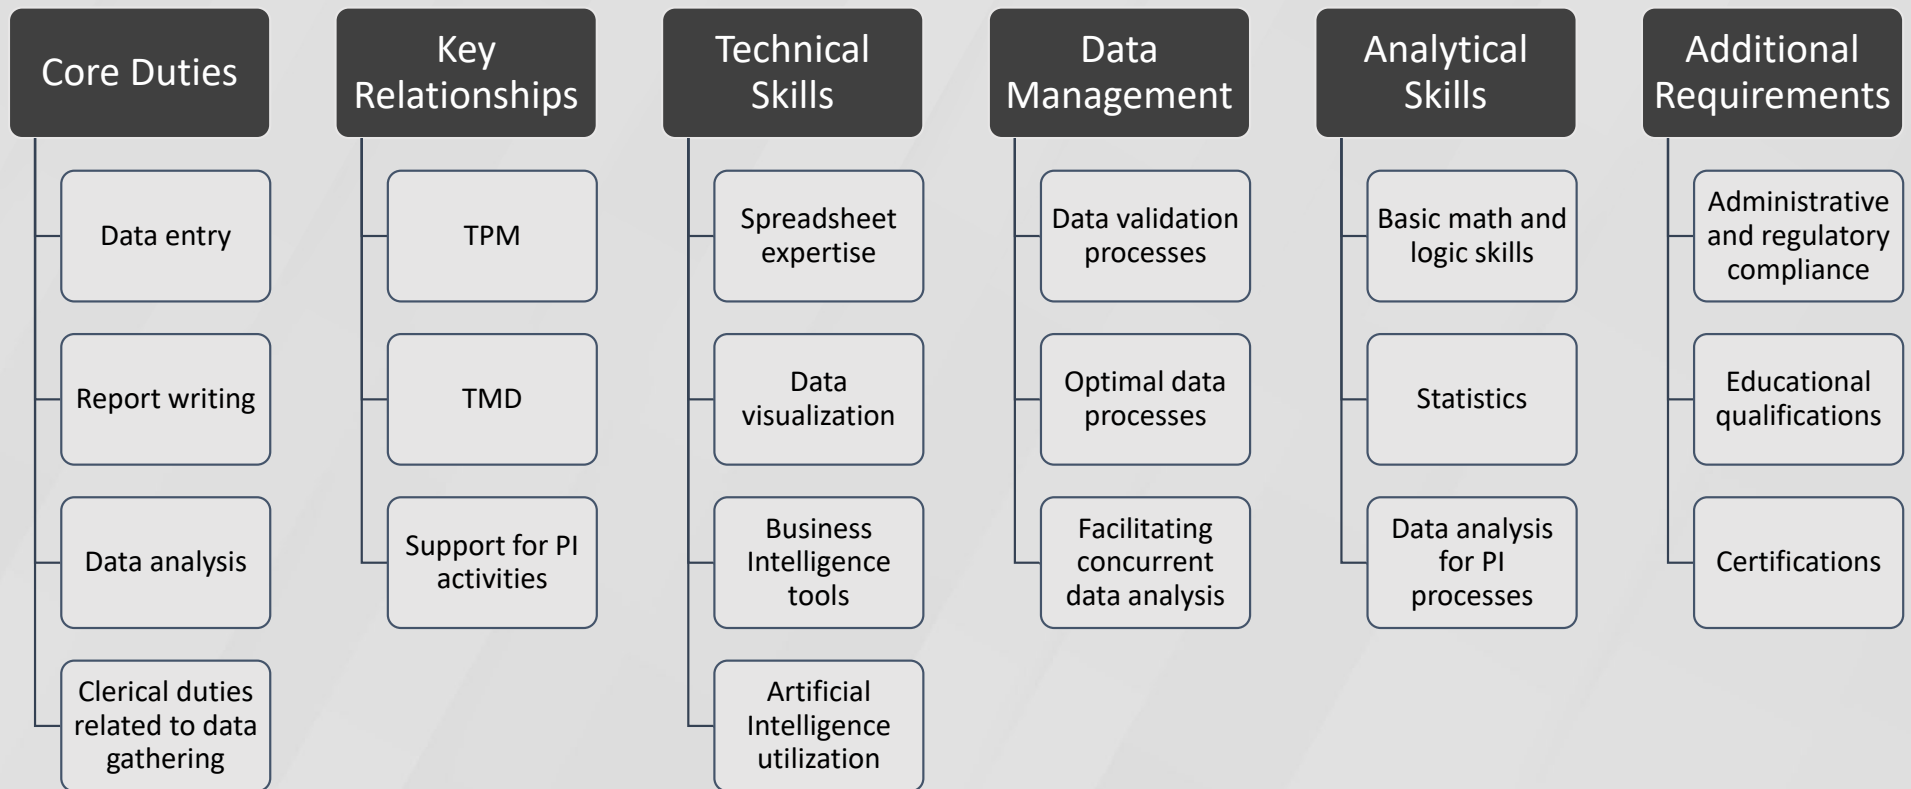 Core Duties
Data entry
Report writing
Data analysis
Clerical duties
related to data
gathering
Key
Relationships
TPM
TMD
Support for PI
activities
Technical
Skills
Spreadsheet
expertise
Data
visualization
Business
Intelligence
tools
Artificial
Intelligence
utilization
Data
Management
Data validation
processes
Optimal data
processes
Facilitating
concurrent
data analysis
Analytical
Skills
Basic math and
logic skills
Statistics
Data analysis
for PI
processes
Additional
Requirements
Administrative
and regulatory
compliance
Educational
qualifications
Certifications